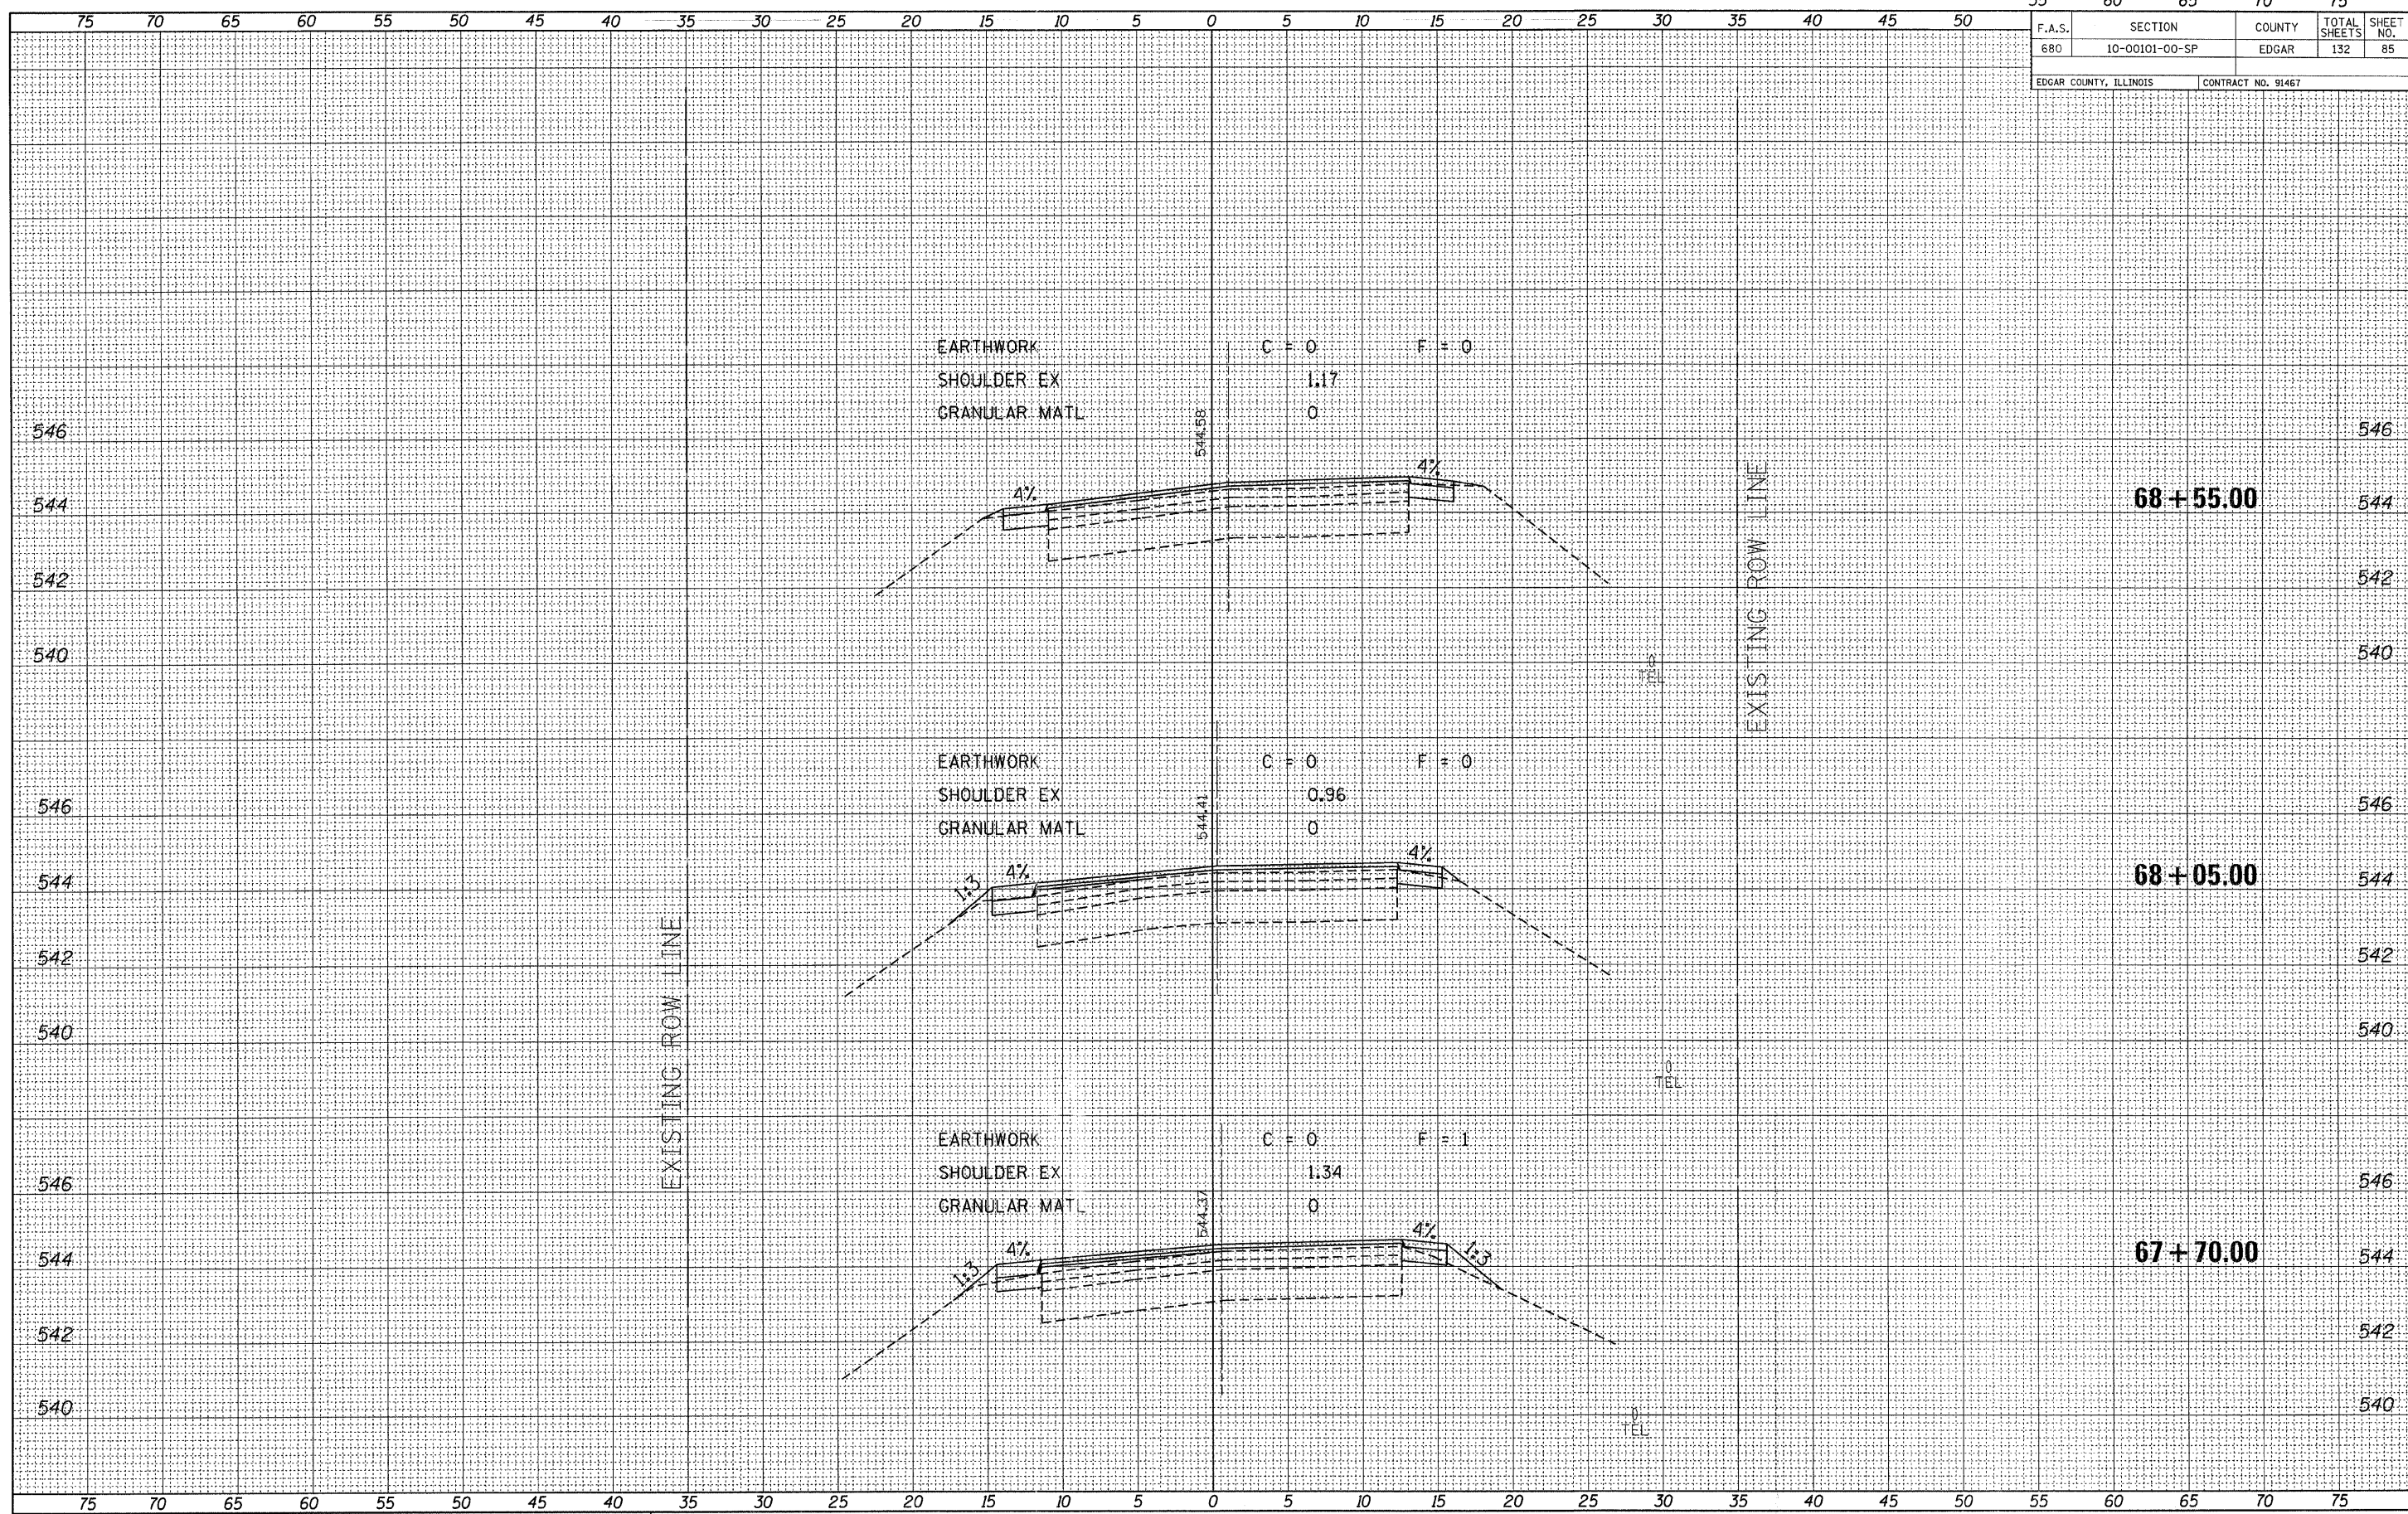 75 70 65 60 55 50 45 40 35 30 25 20 15 10 5 0 5 10 15 20 25 30 35 40 45 50 55 60 65 70 75
F.A.S. SECTION COUNTY TOTAL SHEETS SHEET NO.
680 10-00101-00-SP EDGAR 132 85
EDGAR COUNTY, ILLINOIS CONTRACT NO. 91467
EARTHWORK C = 0 F = 0
SHOULDER EX 1.17
GRANULAR MATL 0
544.58
546 546
4% 4%
544 68+55.00 544
542 542
540 540
EXISTING ROW LINE
0
TEL
EARTHWORK C = 0 F = 0
SHOULDER EX 0.96
GRANULAR MATL 0
544.41
546 546
1:3 4% 4%
544 68+05.00 544
542 542
540 540
EXISTING ROW LINE
0
TEL
EARTHWORK C = 0 F = 1
SHOULDER EX 1.34
GRANULAR MATL 0
544.37
546 546
1:3 4% 4% 1:3
544 67+70.00 544
542 542
540 540
0
TEL
75 70 65 60 55 50 45 40 35 30 25 20 15 10 5 0 5 10 15 20 25 30 35 40 45 50 55 60 65 70 75